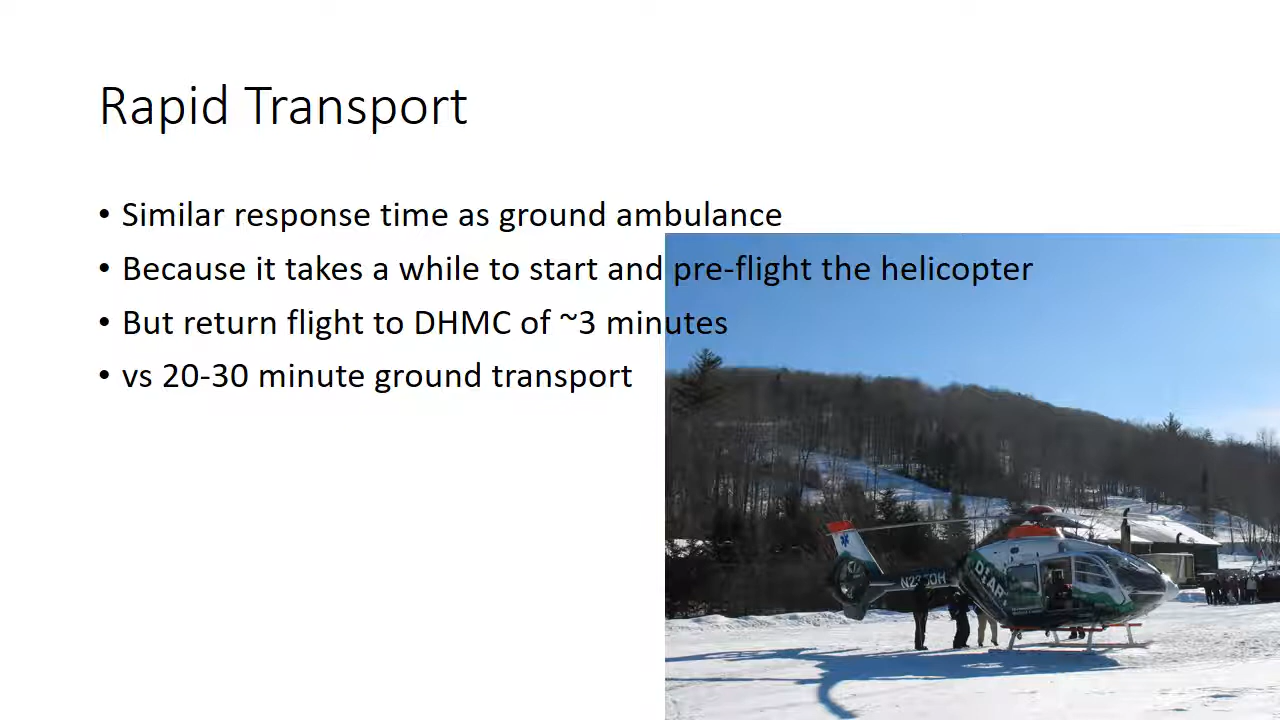 Rapid Transport
• Similar response time as ground ambulance
• Because it takes a while to start and pre-flight the helicopter
• But return flight to DHMC of ~3 minutes
• vs 20-30 minute ground transport